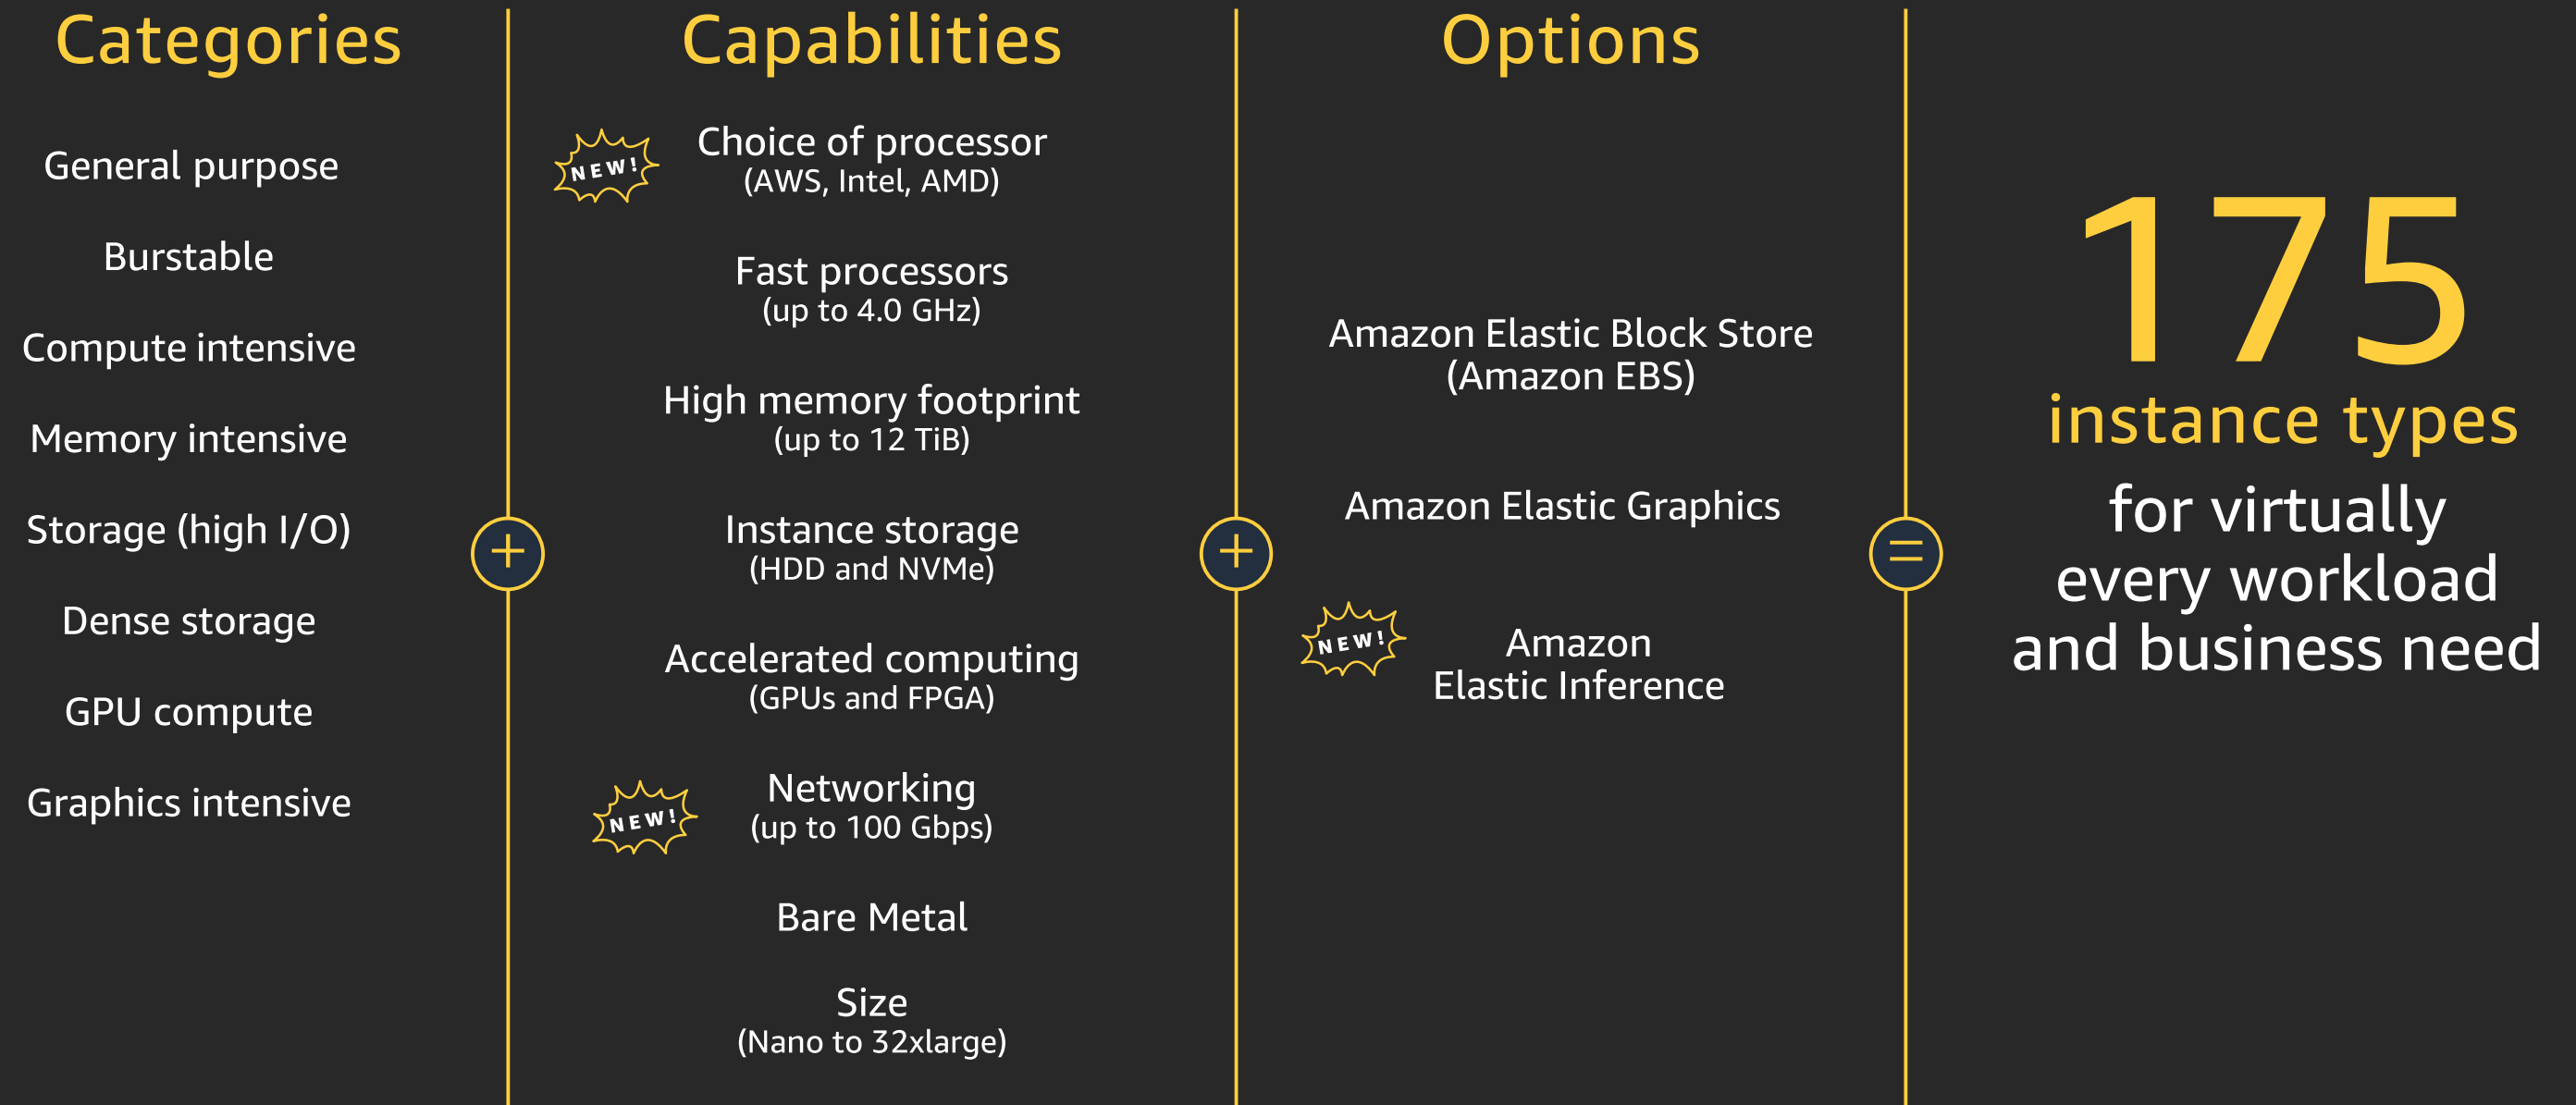 Categories
General purpose
Burstable
Compute intensive
Memory intensive
Storage (high I/O)
Dense storage
GPU compute
Graphics intensive
+
Capabilities
NEW!
Choice of processor
(AWS, Intel, AMD)
Fast processors
(up to 4.0 GHz)
High memory footprint
(up to 12 TiB)
Instance storage
(HDD and NVMe)
Accelerated computing
(GPUs and FPGA)
NEW!
Networking
(up to 100 Gbps)
Bare Metal
Size
(Nano to 32xlarge)
+
Options
Amazon Elastic Block Store
(Amazon EBS)
Amazon Elastic Graphics
NEW!
Amazon
Elastic Inference
=
175
instance types
for virtually
every workload
and business need